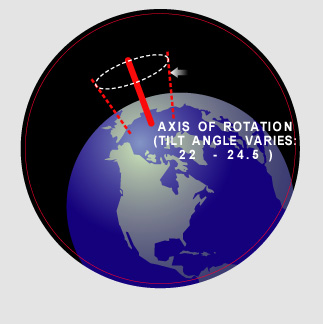 AXIS OF ROTATION
(TILT ANGLE VARIES:
22 - 24.5 )